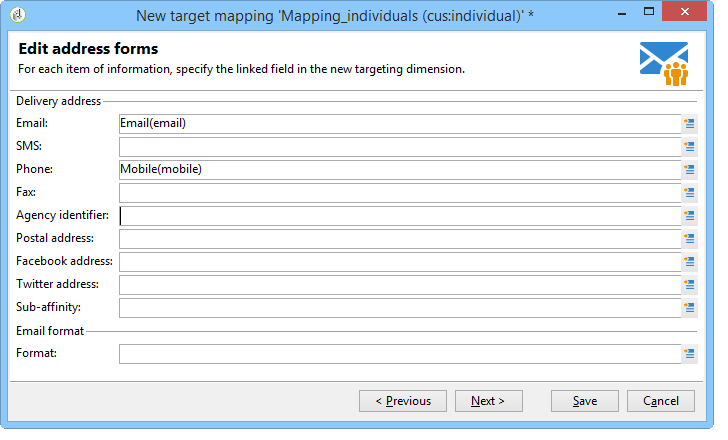 New target mapping 'Mapping_individuals (cus:individual)' *
Edit address forms
For each item of information, specify the linked field in the new targeting dimension.
Delivery address
Email: Email(email)
SMS:
Phone: Mobile(mobile)
Fax:
Agency identifier:
Postal address:
Facebook address:
Twitter address:
Sub-affinity:
Email format
Format:
< Previous Next > Save Cancel